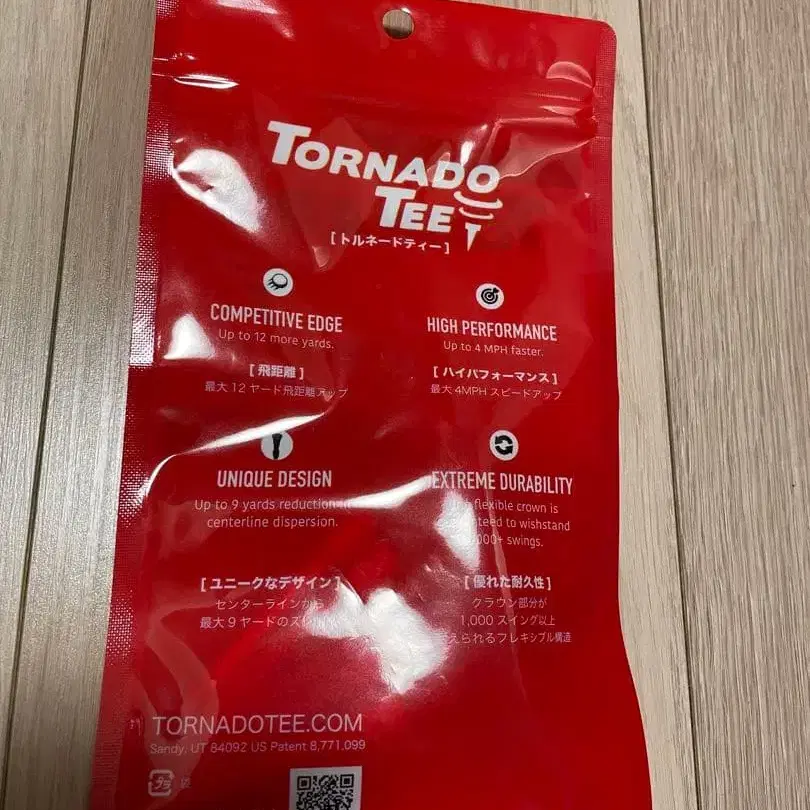 TORNADO
TEE
[ トルネードティー ]
COMPETITIVE EDGE
Up to 12 more yards.
[ 飛距離 ]
最大 12 ヤード飛距離アップ
HIGH PERFORMANCE
Up to 4 MPH faster.
[ ハイパフォーマンス ]
最大 4MPH スピードアップ
UNIQUE DESIGN
Up to 9 yards reduction
centerline dispersion.
[ ユニークなデザイン ]
センターラインから
最大 9 ヤードの
EXTREME DURABILITY
flexible crown is
to wishstand
swings.
[ 優れた耐久性 ]
クラウン部分が
1,000 スイング以上
えられるフレキシブル構造
TORNADOTEE.COM
Sandy, UT 84092 US Patent 8,771,099
プラ 袋